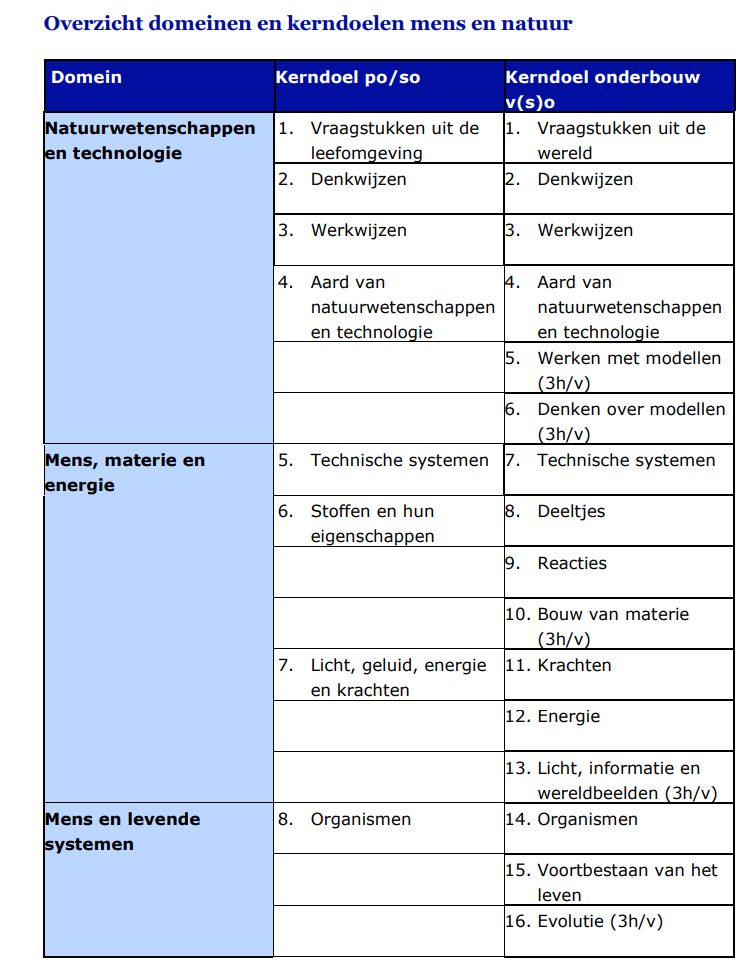 Overzicht domeinen en kerndoelen mens en natuur
Domein
Kerndoel po/so
Kerndoel onderbouw
v(s)o
Natuurwetenschappen
en technologie
1. Vraagstukken uit de
leefomgeving
1. Vraagstukken uit de
wereld
2. Denkwijzen
2. Denkwijzen
3. Werkwijzen
3. Werkwijzen
4. Aard van
natuurwetenschappen
en technologie
4. Aard van
natuurwetenschappen
en technologie
5. Werken met modellen
(3h/v)
6. Denken over modellen
(3h/v)
Mens, materie en
energie
5. Technische systemen
7. Technische systemen
6. Stoffen en hun
eigenschappen
8. Deeltjes
9. Reacties
10. Bouw van materie
(3h/v)
7. Licht, geluid, energie
en krachten
11. Krachten
12. Energie
13. Licht, informatie en
wereldbeelden (3h/v)
Mens en levende
systemen
8. Organismen
14. Organismen
15. Voortbestaan van het
leven
16. Evolutie (3h/v)